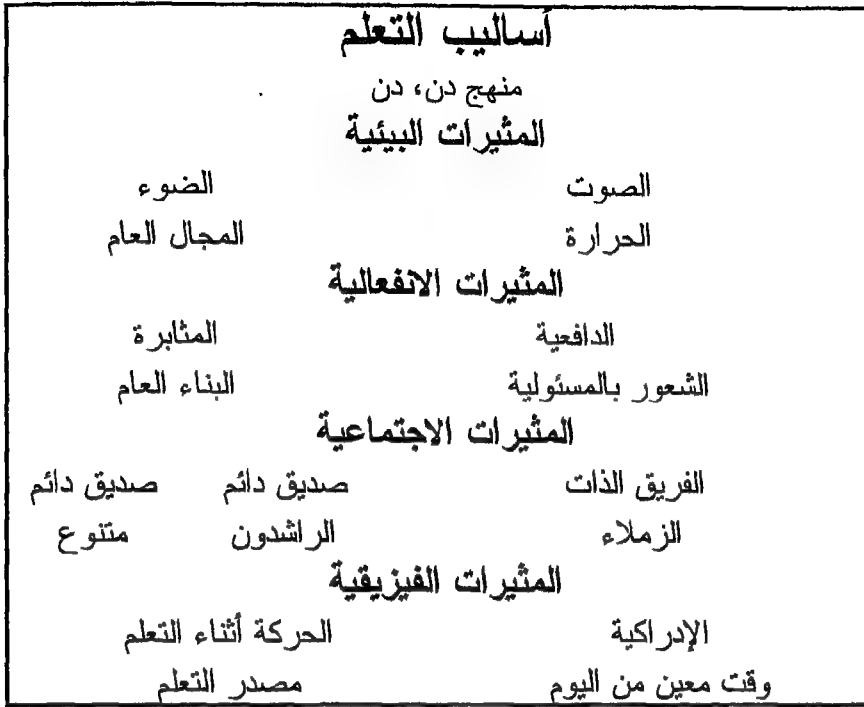 أساليب التعلم
منهج دن، دن
المثيرات البيئية
الصوت الضوء
الحرارة المجال العام
المثيرات الانفعالية
الدافعية المثابرة
الشعور بالمسئولية البناء العام
المثيرات الاجتماعية
الفريق الذات صديق دائم صديق دائم
الزملاء الراشدون متنوع
المثيرات الفيزيقية
الإدراكية الحركة أثناء التعلم
وقت معين من اليوم مصدر التعلم